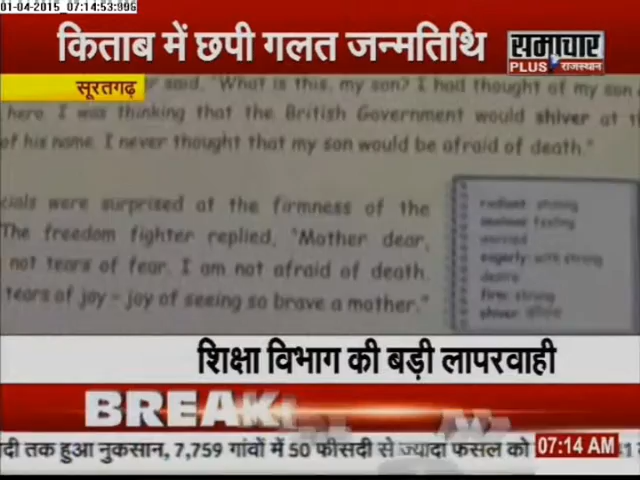 01-04-2015 07:14:53:996
किताब में छपी गलत जन्मतिथि
समाचार
PLUS राजस्थान
सूरतगढ़
said, "What is this, my son? I had thought of my son
here. I was thinking that the British Government would shiver at
of his name. I never thought that my son would be afraid of death."
cials were surprised at the firmness of the
The freedom fighter replied, "Mother dear,
not tears of fear. I am not afraid of death.
tears of joy - joy of seeing so brave a mother."
radiant: shining
feeling
worried
eagerly: with strong
desire
firm: strong
shiver:
शिक्षा विभाग की बड़ी लापरवाही
BREAKI
दी तक हुआ नुकसान, 7,759 गांवों में 50 फीसदी से ज्यादा फसल को
07:14 AM